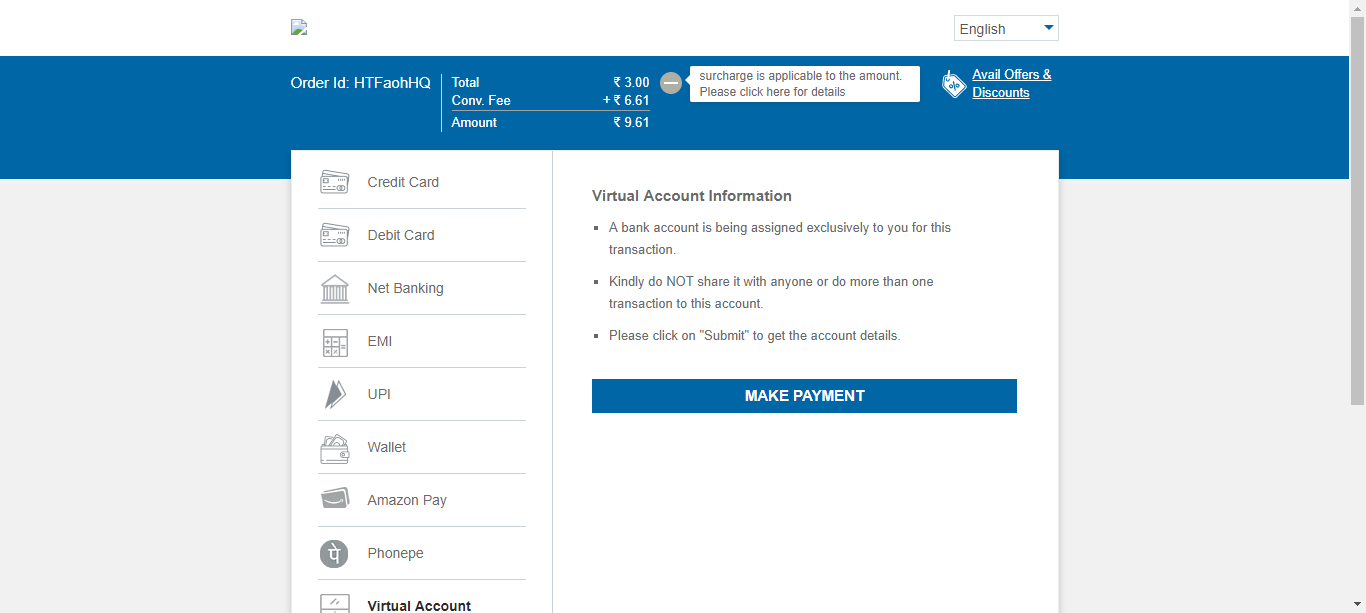 English
Order Id: HTFaohHQ
Total ₹ 3.00
Conv. Fee + ₹ 6.61
Amount ₹ 9.61
surcharge is applicable to the amount.
Please click here for details
Avail Offers &
Discounts
Credit Card
Debit Card
Net Banking
EMI
UPI
Wallet
Amazon Pay
पे
Phonepe
Virtual Account
Virtual Account Information
A bank account is being assigned exclusively to you for this
transaction.
Kindly do NOT share it with anyone or do more than one
transaction to this account.
Please click on "Submit" to get the account details.
MAKE PAYMENT